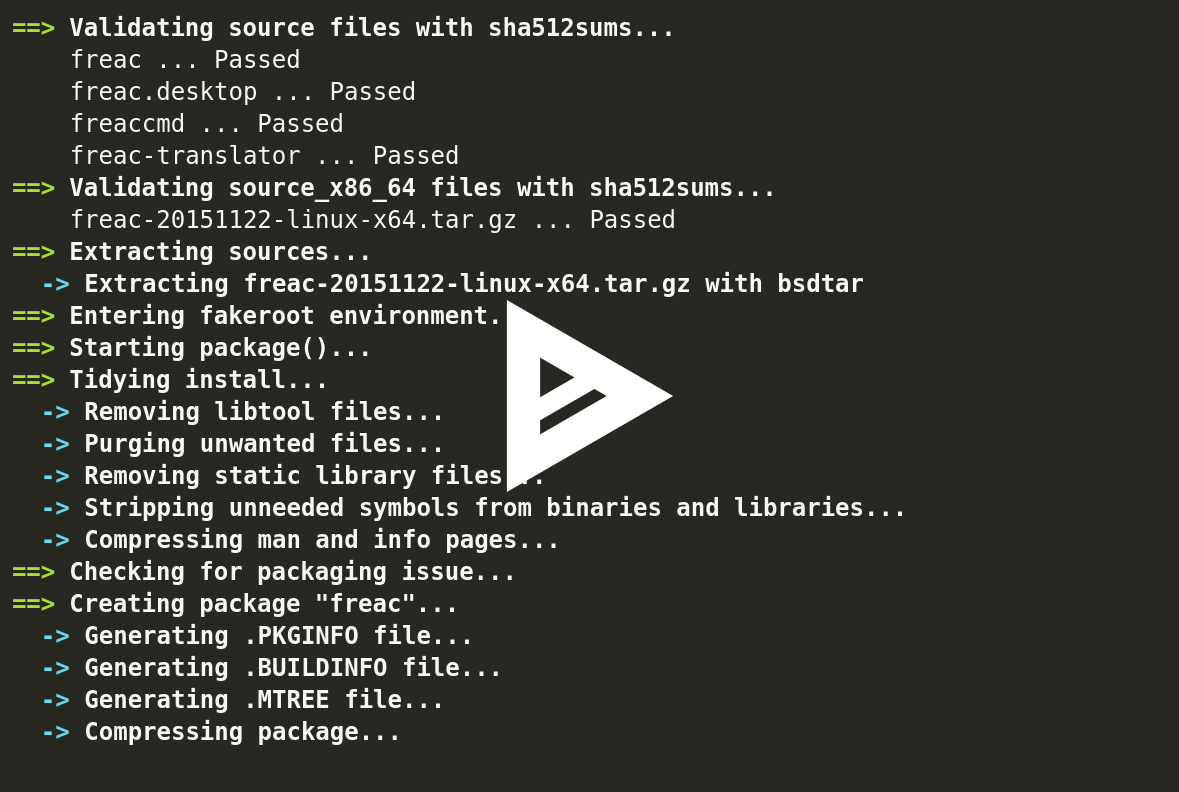 ==> Validating source files with sha512sums...
    freac ... Passed
    freac.desktop ... Passed
    freaccmd ... Passed
    freac-translator ... Passed
==> Validating source_x86_64 files with sha512sums...
    freac-20151122-linux-x64.tar.gz ... Passed
==> Extracting sources...
  -> Extracting freac-20151122-linux-x64.tar.gz with bsdtar
==> Entering fakeroot environment.
==> Starting package()...
==> Tidying install...
  -> Removing libtool files...
  -> Purging unwanted files...
  -> Removing static library files...
  -> Stripping unneeded symbols from binaries and libraries...
  -> Compressing man and info pages...
==> Checking for packaging issue...
==> Creating package "freac"...
  -> Generating .PKGINFO file...
  -> Generating .BUILDINFO file...
  -> Generating .MTREE file...
  -> Compressing package...